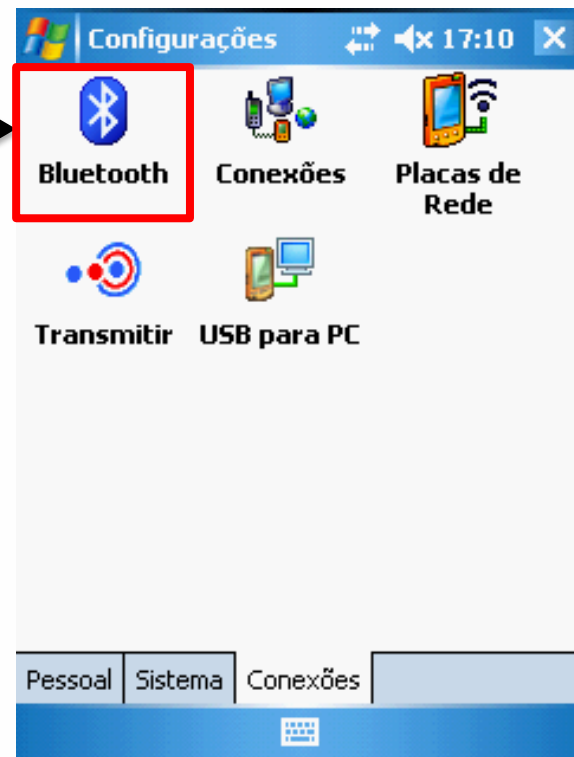 Configurações 17:10
Bluetooth Conexões Placas de
Rede
Transmitir USB para PC
Pessoal Sistema Conexões